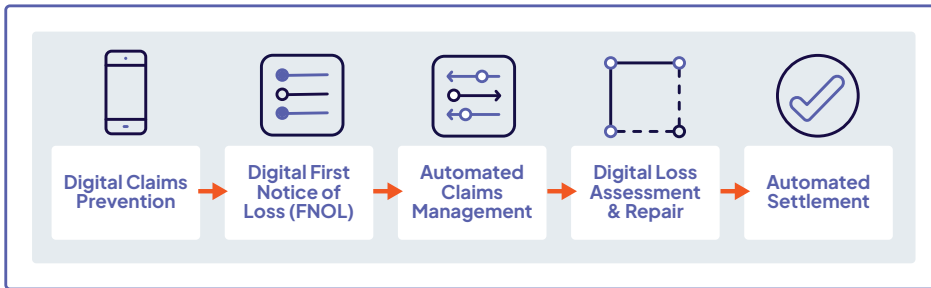 Digital Claims
Prevention
Digital First
Notice of
Loss (FNOL)
Automated
Claims
Management
Digital Loss
Assessment
& Repair
Automated
Settlement